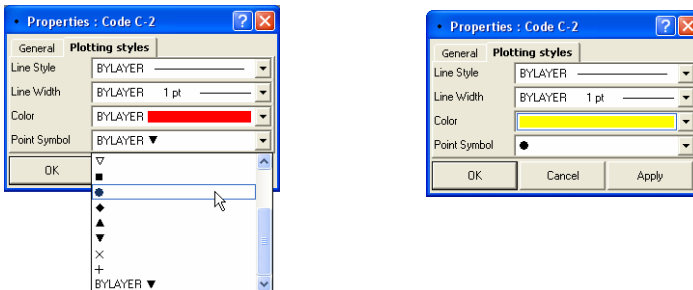 Properties : Code C-2
General Plotting styles
Line Style BYLAYER
Line Width BYLAYER 1 pt
Color BYLAYER
Point Symbol BYLAYER ▼
OK
▽
■
●
◆
▲
▼
×
+
BYLAYER ▼
Properties : Code C-2
General Plotting styles
Line Style BYLAYER
Line Width BYLAYER 1 pt
Color
Point Symbol ●
OK Cancel Apply